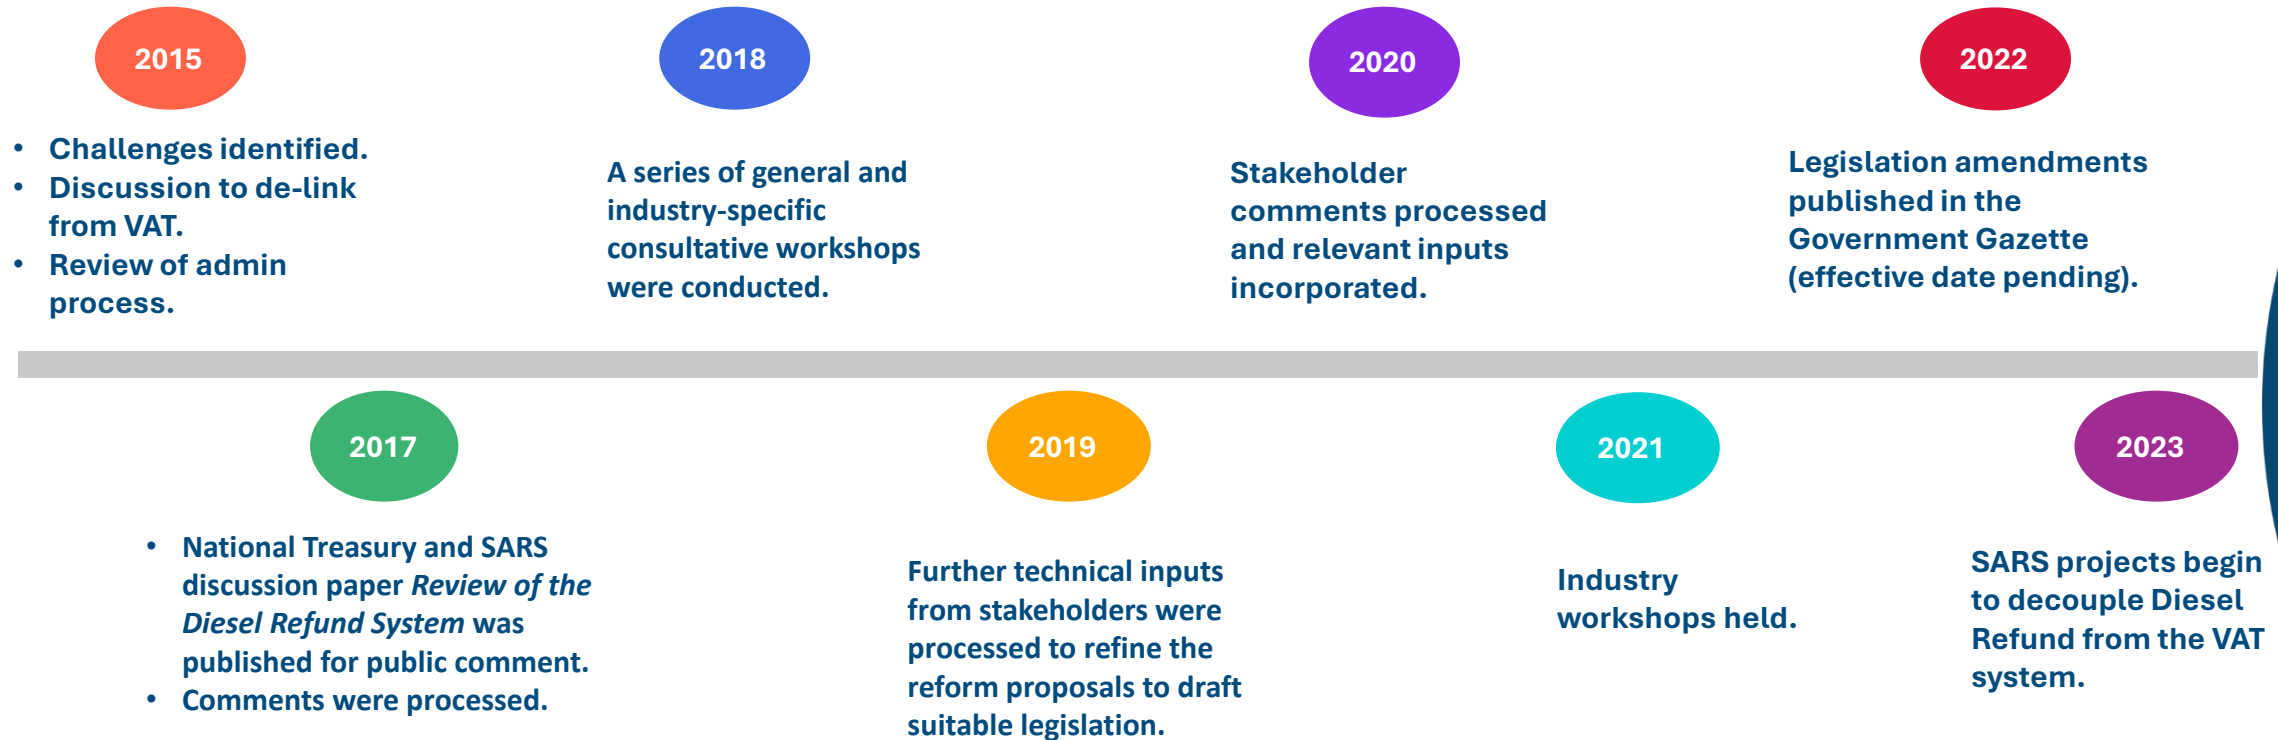 2015
• Challenges identified.
• Discussion to de-link
from VAT.
• Review of admin
process.
2018
A series of general and
industry-specific
consultative workshops
were conducted.
2020
Stakeholder
comments processed
and relevant inputs
incorporated.
2022
Legislation amendments
published in the
Government Gazette
(effective date pending).
2017
• National Treasury and SARS
discussion paper Review of the
Diesel Refund System was
published for public comment.
• Comments were processed.
2019
Further technical inputs
from stakeholders were
processed to refine the
reform proposals to draft
suitable legislation.
2021
Industry
workshops held.
2023
SARS projects begin
to decouple Diesel
Refund from the VAT
system.